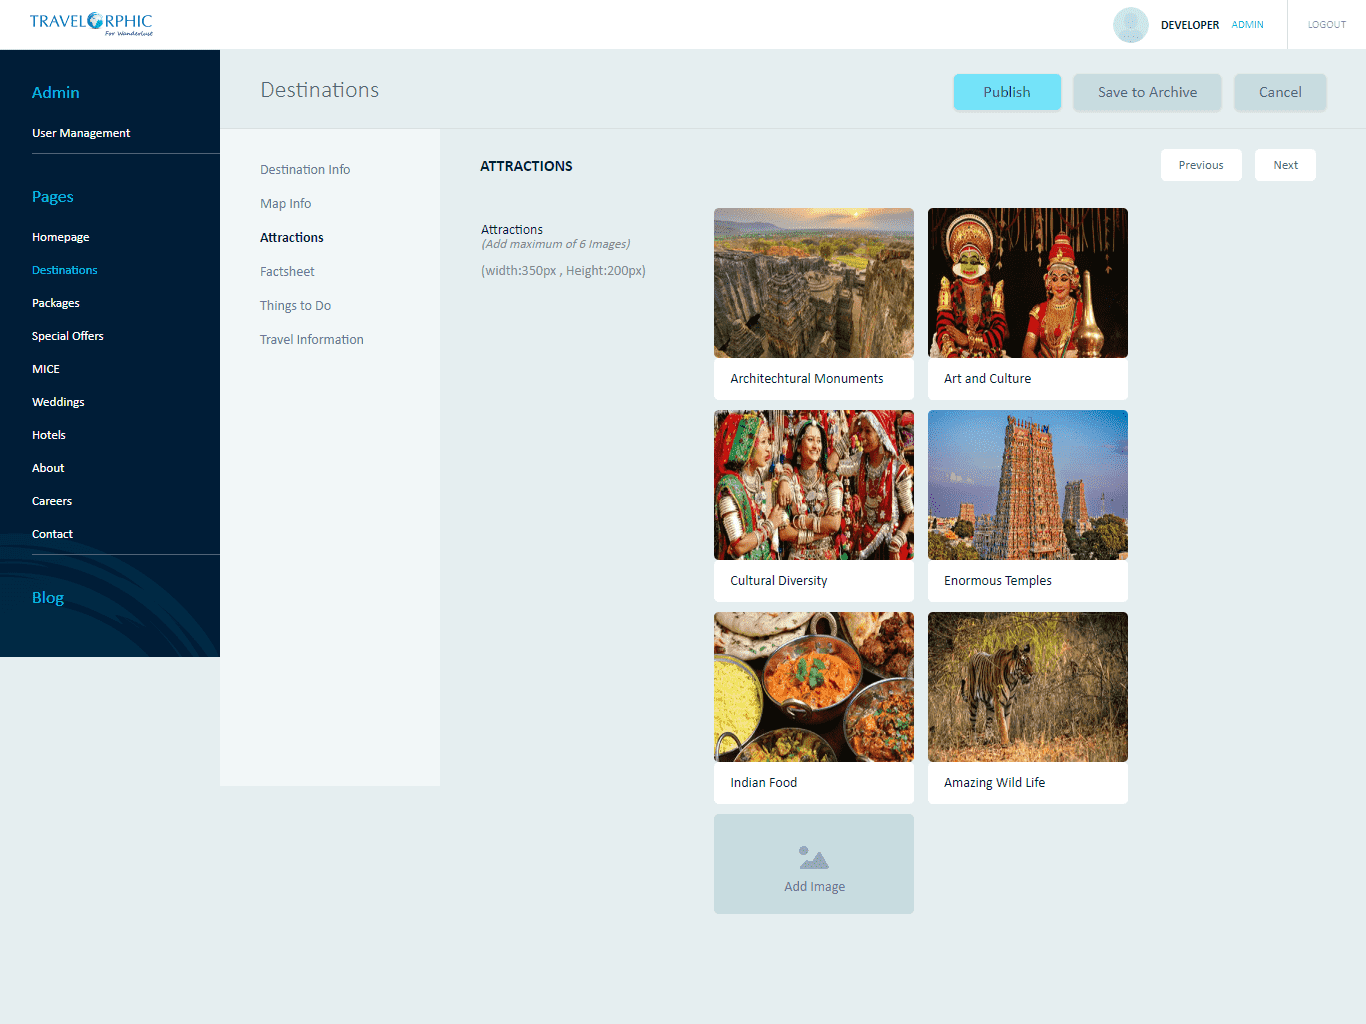 TRAVELORPHIC
For Wanderlust
DEVELOPER ADMIN LOGOUT
Admin
User Management
Pages
Homepage
Destinations
Packages
Special Offers
MICE
Weddings
Hotels
About
Careers
Contact
Blog
Destinations
Publish Save to Archive Cancel
Destination Info
Map Info
Attractions
Factsheet
Things to Do
Travel Information
ATTRACTIONS
Previous Next
Attractions
(Add maximum of 6 Images)
(width:350px , Height:200px)
Architechtural Monuments
Art and Culture
Cultural Diversity
Enormous Temples
Indian Food
Amazing Wild Life
Add Image